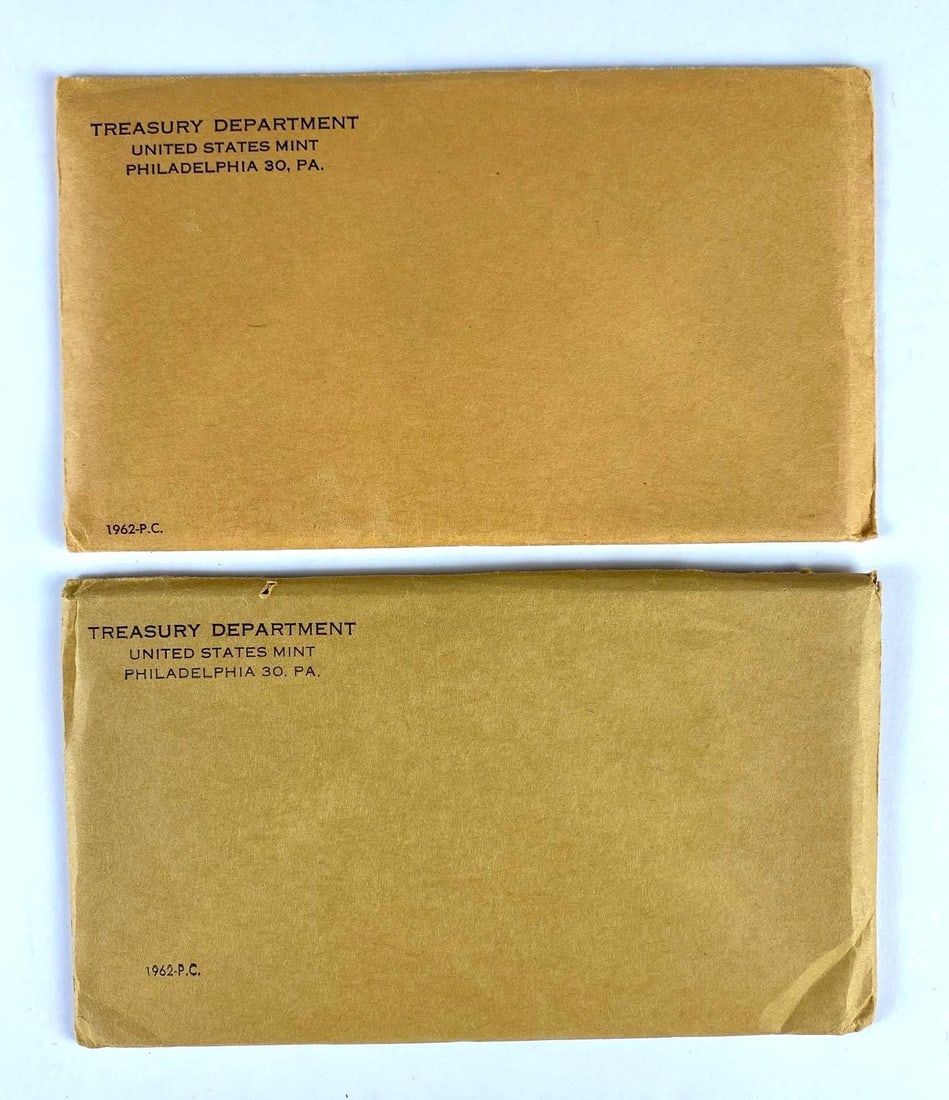 TREASURY DEPARTMENT
UNITED STATES MINT
PHILADELPHIA 30, PA.
1962-P.C.
TREASURY DEPARTMENT
UNITED STATES MINT
PHILADELPHIA 30. PA.
1962-P.C.